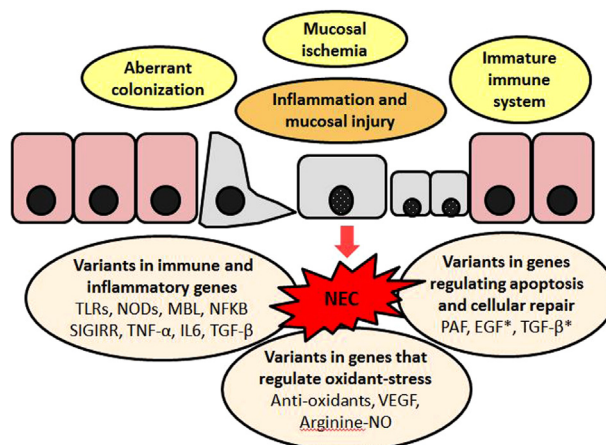 Mucosal
ischemia
Aberrant
colonization
Immature
immune
system
Inflammation and
mucosal injury
Variants in immune and
inflammatory genes
TLRs, NODs, MBL, NFKB
SIGIRR, TNF-α, IL6, TGF-β
NEC
Variants in genes
regulating apoptosis
and cellular repair
PAF, EGF*, TGF-β*
Variants in genes that
regulate oxidant-stress
Anti-oxidants, VEGF,
Arginine-NO